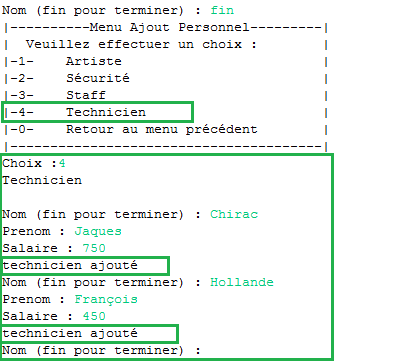 Nom (fin pour terminer) : fin
|----------Menu Ajout Personnel---------|
|  Veuillez effectuer un choix :        |
|-1-    Artiste                         |
|-2-    Sécurité                        |
|-3-    Staff                           |
|-4-    Technicien                      |
|-0-    Retour au menu précédent        |
|---------------------------------------|
Choix :4
Technicien

Nom (fin pour terminer) : Chirac
Prenom : Jaques
Salaire : 750
technicien ajouté
Nom (fin pour terminer) : Hollande
Prenom : François
Salaire : 450
technicien ajouté
Nom (fin pour terminer) :